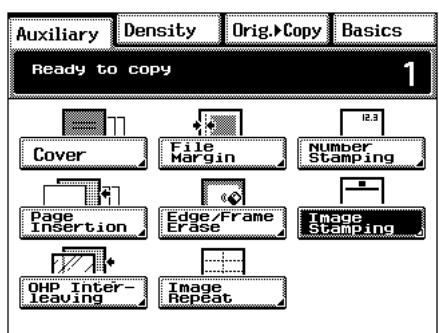 Auxiliary Density Orig.▶Copy Basics
Ready to copy 1
12.3
Cover File Number
Margin Stamping
Page Edge/Frame Image
Insertion Erase Stamping
OHP Inter- Image
leaving Repeat